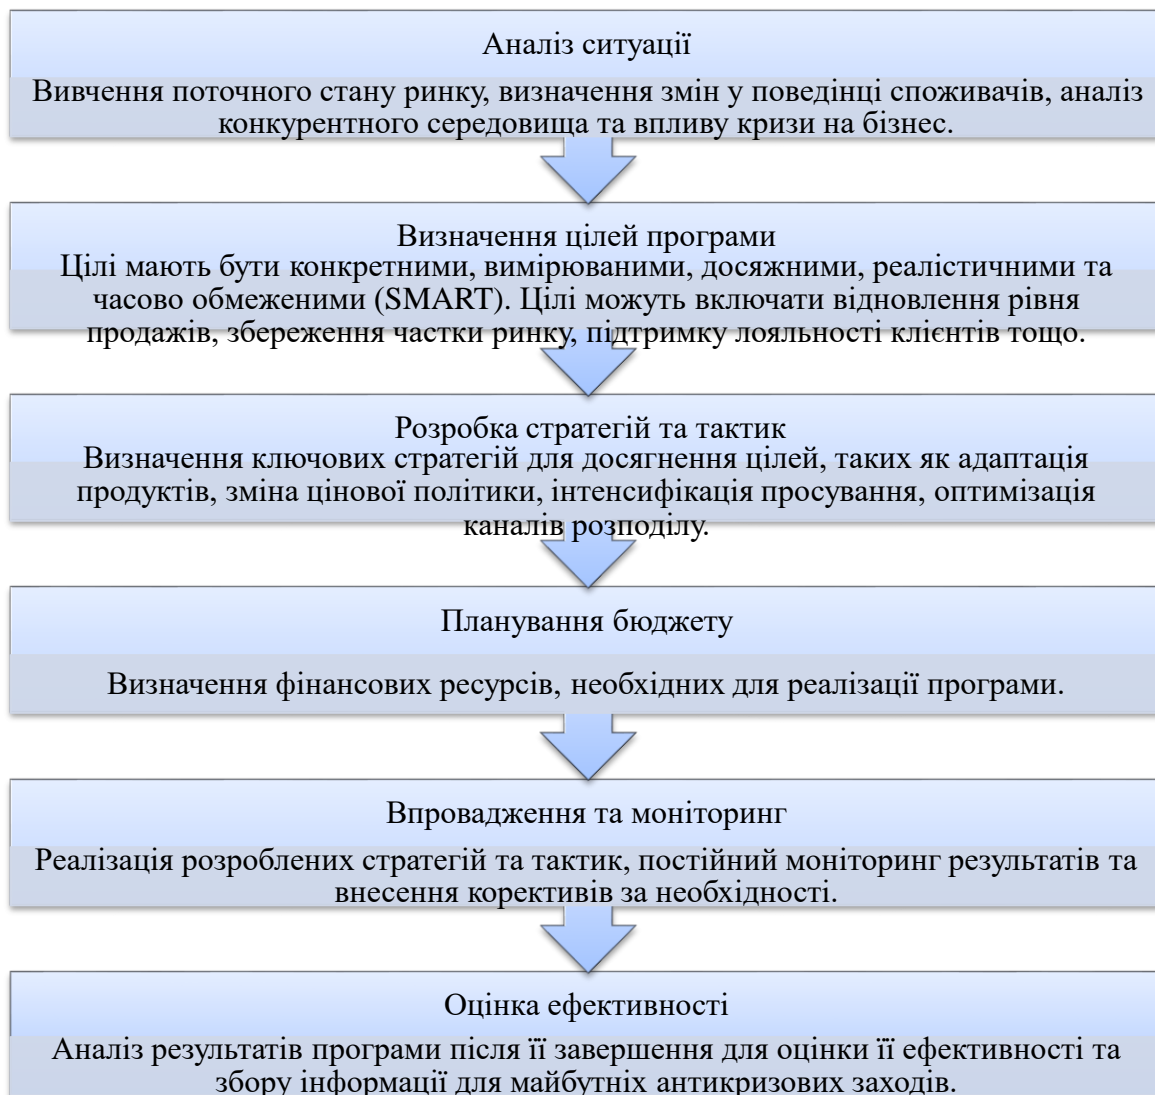 Аналіз ситуації
Вивчення поточного стану ринку, визначення змін у поведінці споживачів, аналіз
конкурентного середовища та впливу кризи на бізнес.
Визначення цілей програми
Цілі мають бути конкретними, вимірюваними, досяжними, реалістичними та
часово обмеженими (SMART). Цілі можуть включати відновлення рівня
продажів, збереження частки ринку, підтримку лояльності клієнтів тощо.
Розробка стратегій та тактик
Визначення ключових стратегій для досягнення цілей, таких як адаптація
продуктів, зміна цінової політики, інтенсифікація просування, оптимізація
каналів розподілу.
Планування бюджету
Визначення фінансових ресурсів, необхідних для реалізації програми.
Впровадження та моніторинг
Реалізація розроблених стратегій та тактик, постійний моніторинг результатів та
внесення корективів за необхідності.
Оцінка ефективності
Аналіз результатів програми після її завершення для оцінки її ефективності та
збору інформації для майбутніх антикризових заходів.